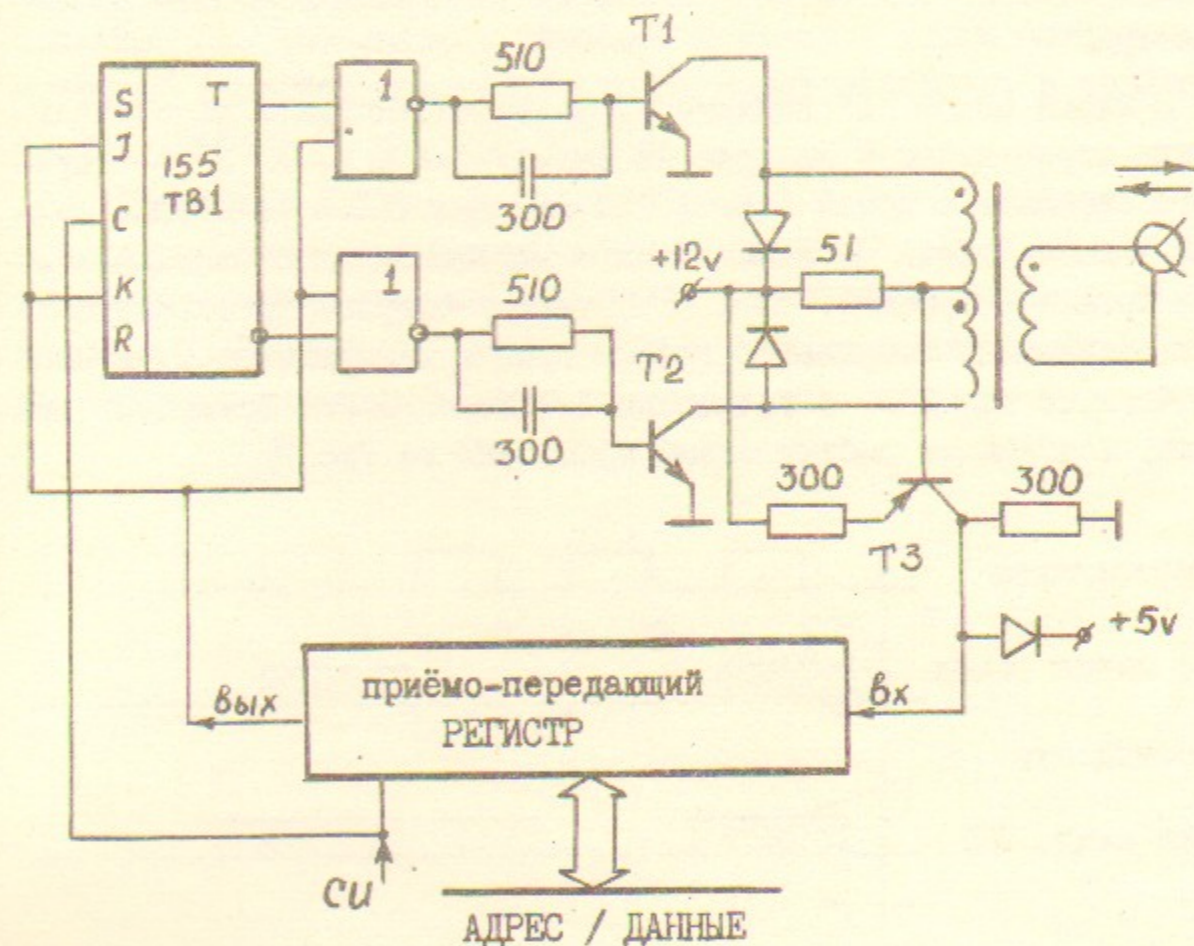 T1
510
S T
J
155
ТВ1
C
K
R
1
300
1
510
+12v
51
T2
300
300
300
T3
+5v
вых
вх
приёмо-передающий
РЕГИСТР
СИ
АДРЕС / ДАННЫЕ